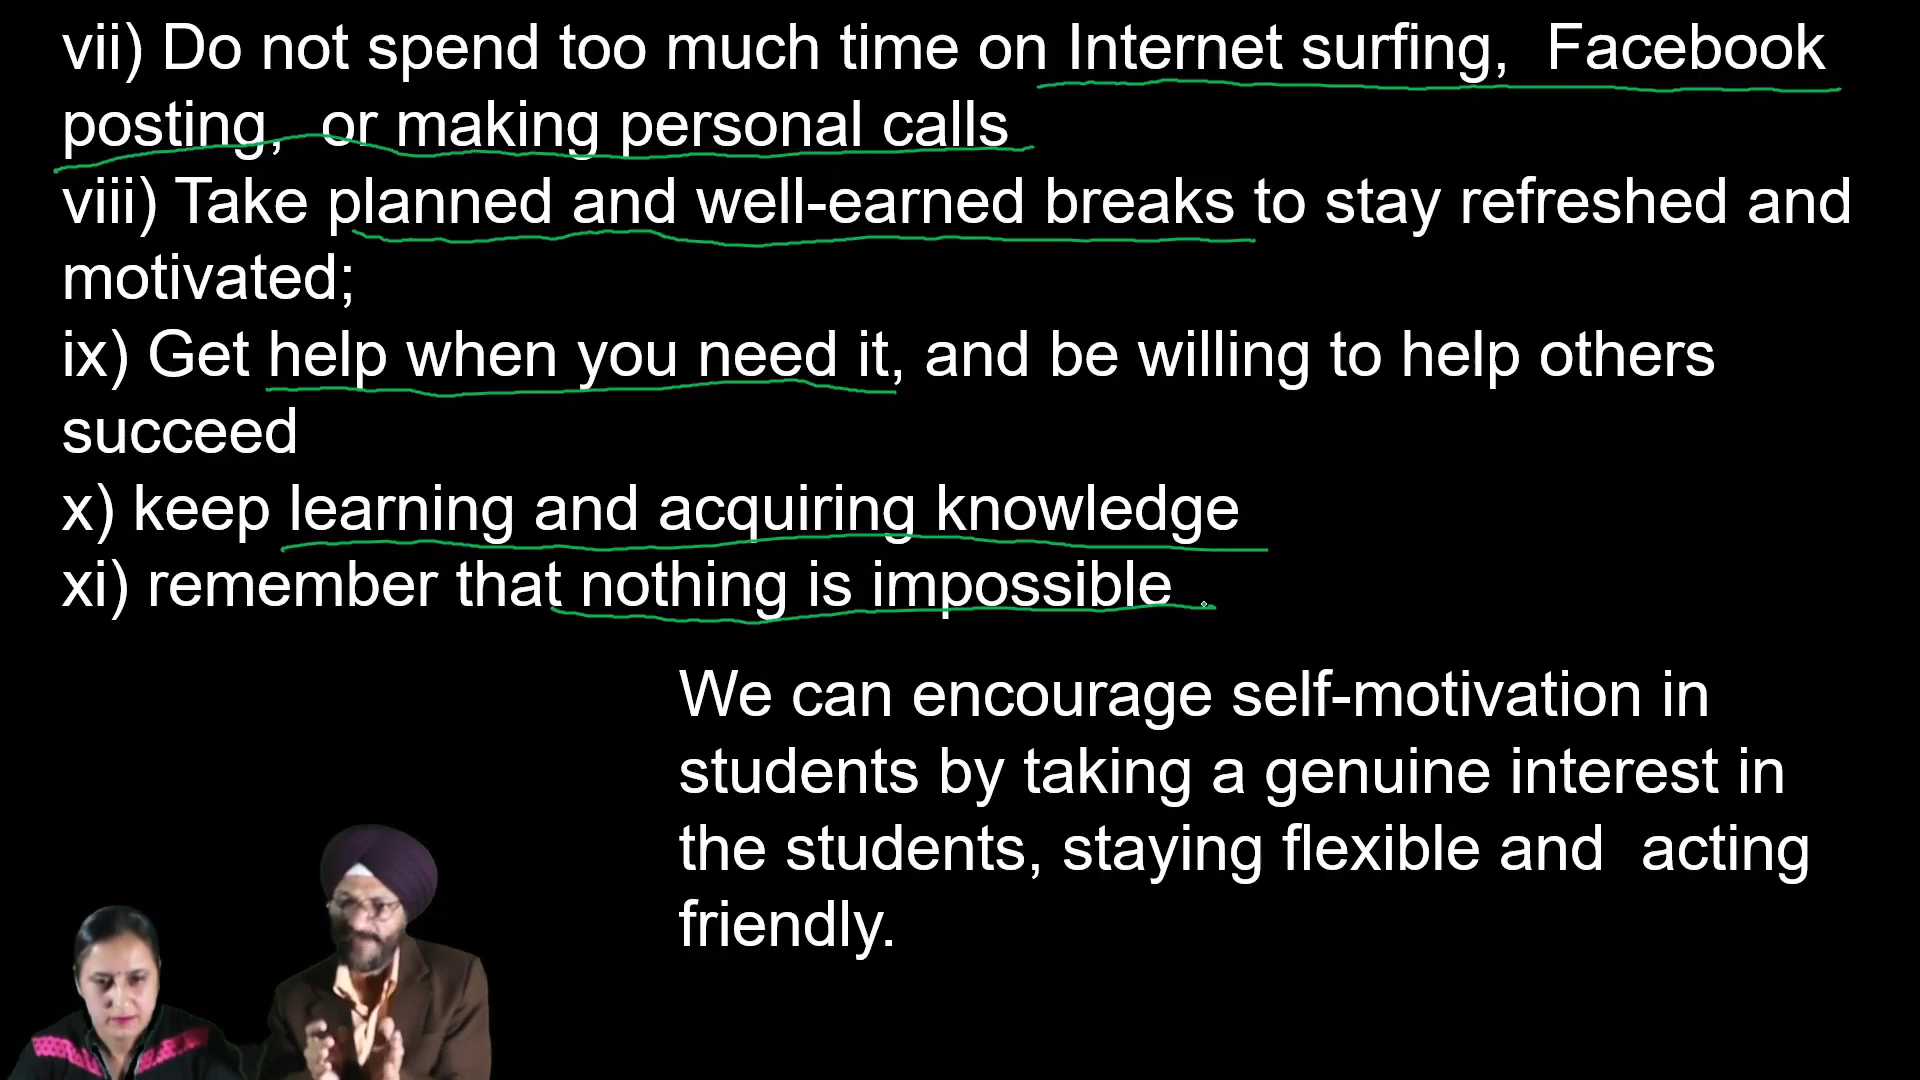 vii) Do not spend too much time on Internet surfing,  Facebook
posting,  or making personal calls
viii) Take planned and well-earned breaks to stay refreshed and
motivated;
ix) Get help when you need it, and be willing to help others
succeed
x) keep learning and acquiring knowledge
xi) remember that nothing is impossible .
We can encourage self-motivation in
students by taking a genuine interest in
the students, staying flexible and  acting
friendly.